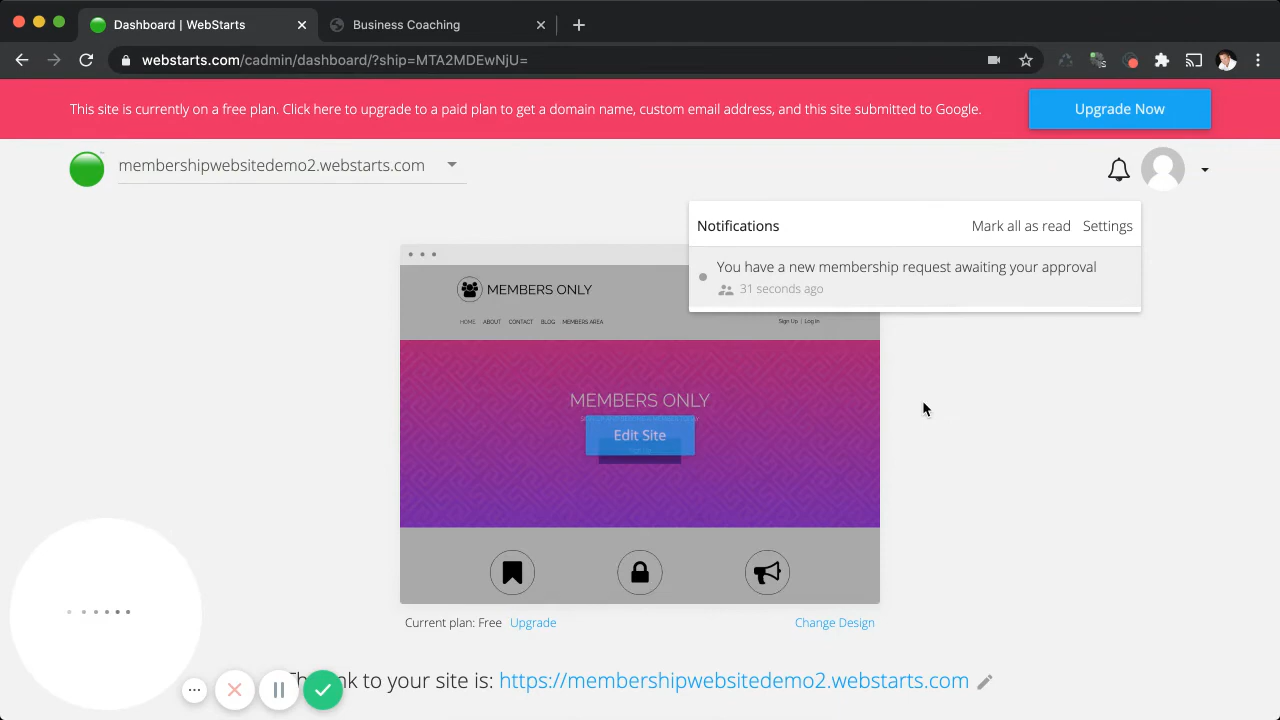 Dashboard | WebStarts
Business Coaching
webstarts.com/cadmin/dashboard/?ship=MTA2MDEwNjU=
This site is currently on a free plan. Click here to upgrade to a paid plan to get a domain name, custom email address, and this site submitted to Google.
Upgrade Now
membershipwebsitedemo2.webstarts.com
Notifications
Mark all as read
Settings
You have a new membership request awaiting your approval
31 seconds ago
MEMBERS ONLY
HOME ABOUT CONTACT BLOG MEMBERS AREA
Sign Up | Log in
MEMBERS ONLY
Edit Site
Current plan: Free Upgrade
Change Design
nk to your site is: https://membershipwebsitedemo2.webstarts.com